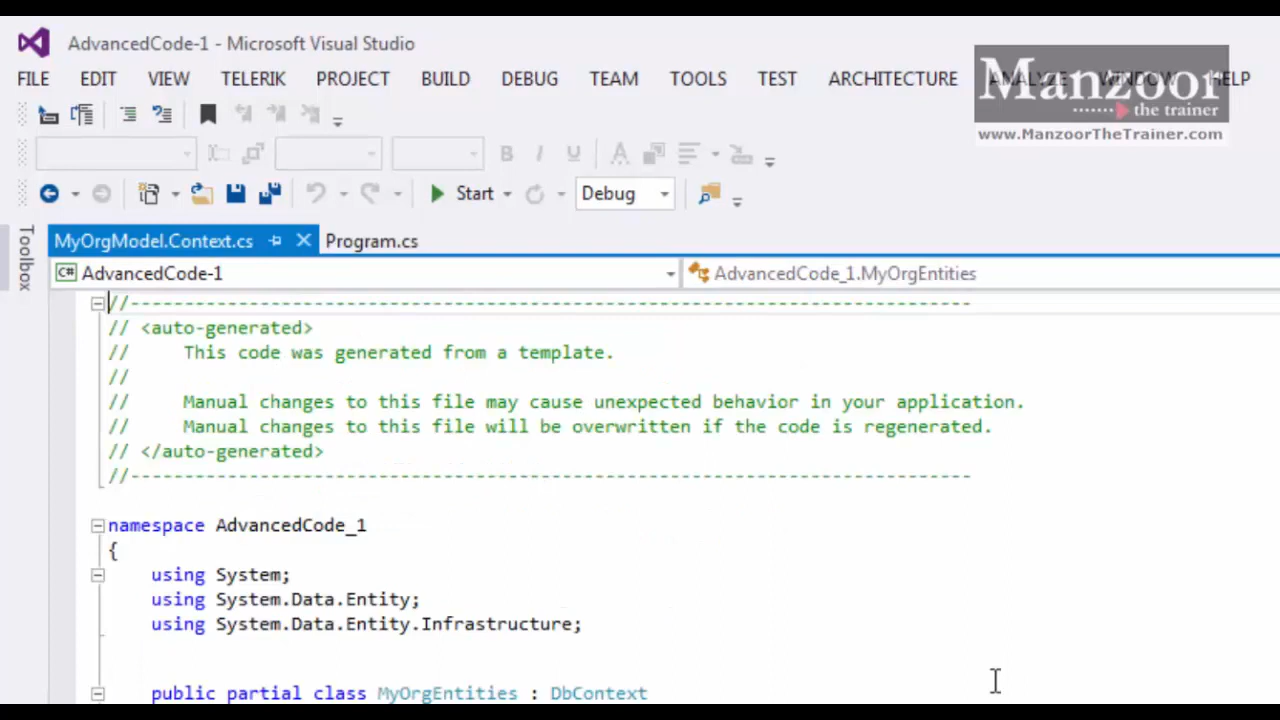 AdvancedCode-1 - Microsoft Visual Studio
FILE EDIT VIEW TELERIK PROJECT BUILD DEBUG TEAM TOOLS TEST ARCHITECTURE ANALYZE WINDOW HELP
Manzoor
the trainer
www.ManzoorTheTrainer.com
Start Debug
Toolbox
MyOrgModel.Context.cs Program.cs
C# AdvancedCode-1 AdvancedCode_1.MyOrgEntities
//------------------------------------------------------------------------------
// <auto-generated>
//     This code was generated from a template.
//
//     Manual changes to this file may cause unexpected behavior in your application.
//     Manual changes to this file will be overwritten if the code is regenerated.
// </auto-generated>
//------------------------------------------------------------------------------
namespace AdvancedCode_1
{
using System;
using System.Data.Entity;
using System.Data.Entity.Infrastructure;
public partial class MyOrgEntities : DbContext